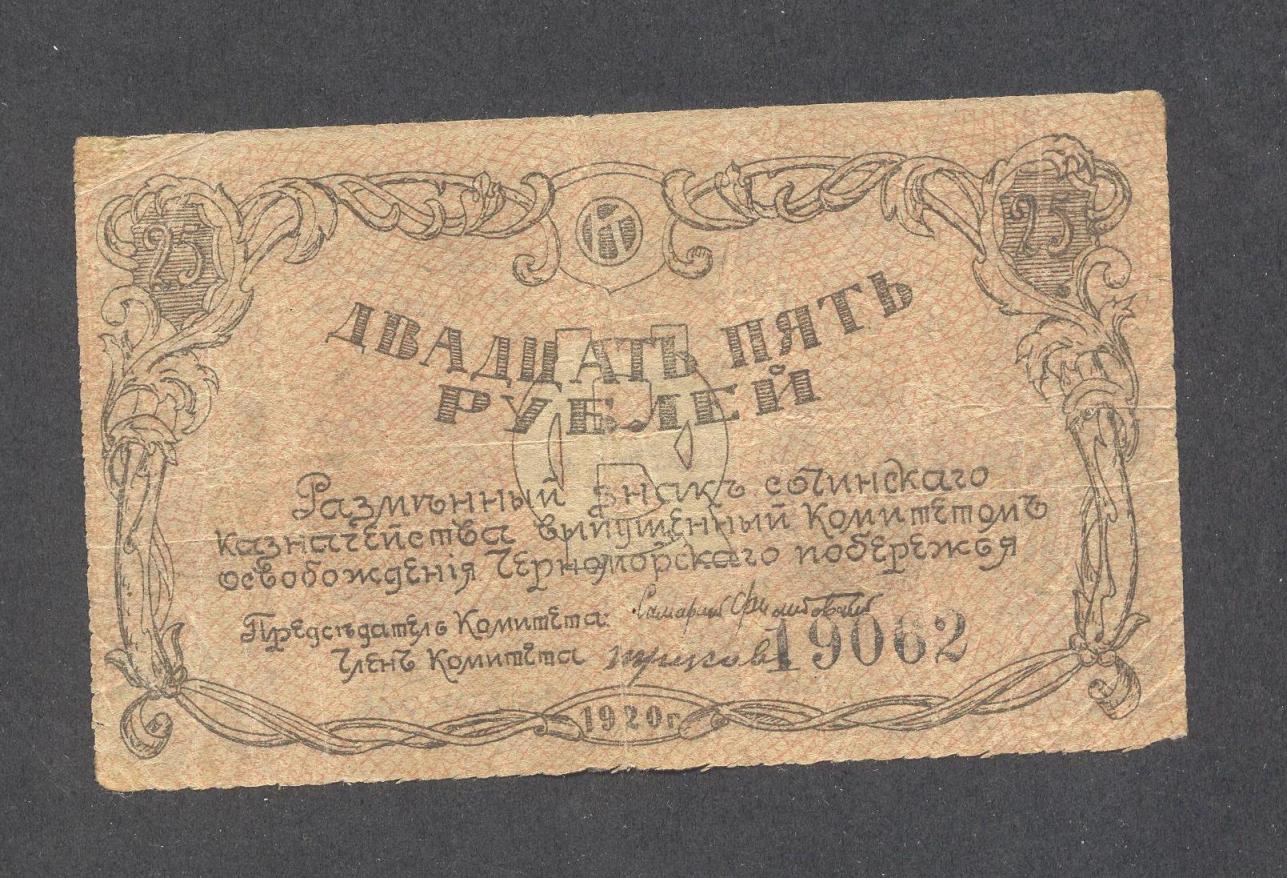 25 25
ДВАДЦАТЬ ПЯТЬ
РУБЛЕЙ
Размѣнный знакъ сочинскаго
казначейства выпущенный Комитетомъ
освобожденія Черноморскаго побережья
Предсѣдатель Комитета:
Членъ Комитета
19062
1920г.